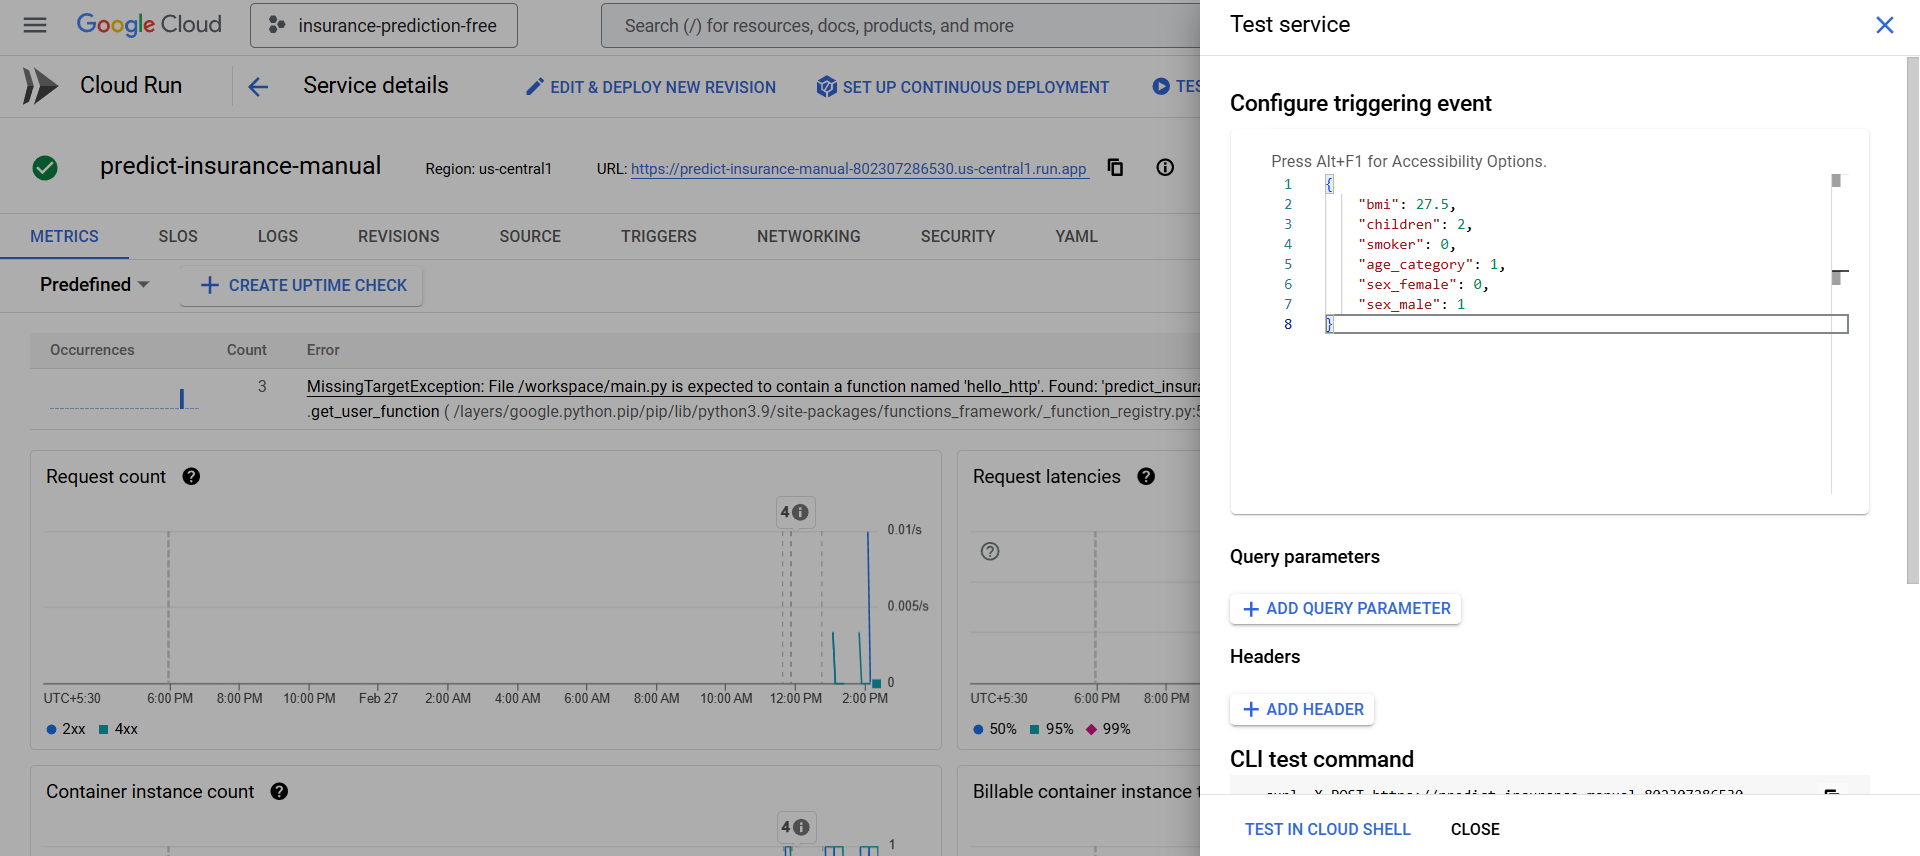 Google Cloud
insurance-prediction-free
Search (/) for resources, docs, products, and more
Cloud Run
Service details
EDIT & DEPLOY NEW REVISION
SET UP CONTINUOUS DEPLOYMENT
predict-insurance-manual
Region: us-central1
URL: https://predict-insurance-manual-802307286530.us-central1.run.app
METRICS
SLOS
LOGS
REVISIONS
SOURCE
TRIGGERS
NETWORKING
SECURITY
YAML
Predefined
CREATE UPTIME CHECK
Occurrences
Count
Error
3
MissingTargetException: File /workspace/main.py is expected to contain a function named 'hello_http'. Found: 'predict_insura
.get_user_function ( /layers/google.python.pip/pip/lib/python3.9/site-packages/functions_framework/_function_registry.py:
Request count
4
0.01/s
0.005/s
0
UTC+5:30
6:00 PM
8:00 PM
10:00 PM
Feb 27
2:00 AM
4:00 AM
6:00 AM
8:00 AM
10:00 AM
12:00 PM
2:00 PM
2xx
4xx
Request latencies
UTC+5:30
6:00 PM
8:00 PM
50%
95%
99%
Container instance count
4
1
Billable container instance
Test service
Configure triggering event
Press Alt+F1 for Accessibility Options.
1 {
2 "bmi": 27.5,
3 "children": 2,
4 "smoker": 0,
5 "age_category": 1,
6 "sex_female": 0,
7 "sex_male": 1
8 }
Query parameters
+ ADD QUERY PARAMETER
Headers
+ ADD HEADER
CLI test command
curl -X POST https://predict-insurance-manual-802307286530
TEST IN CLOUD SHELL
CLOSE